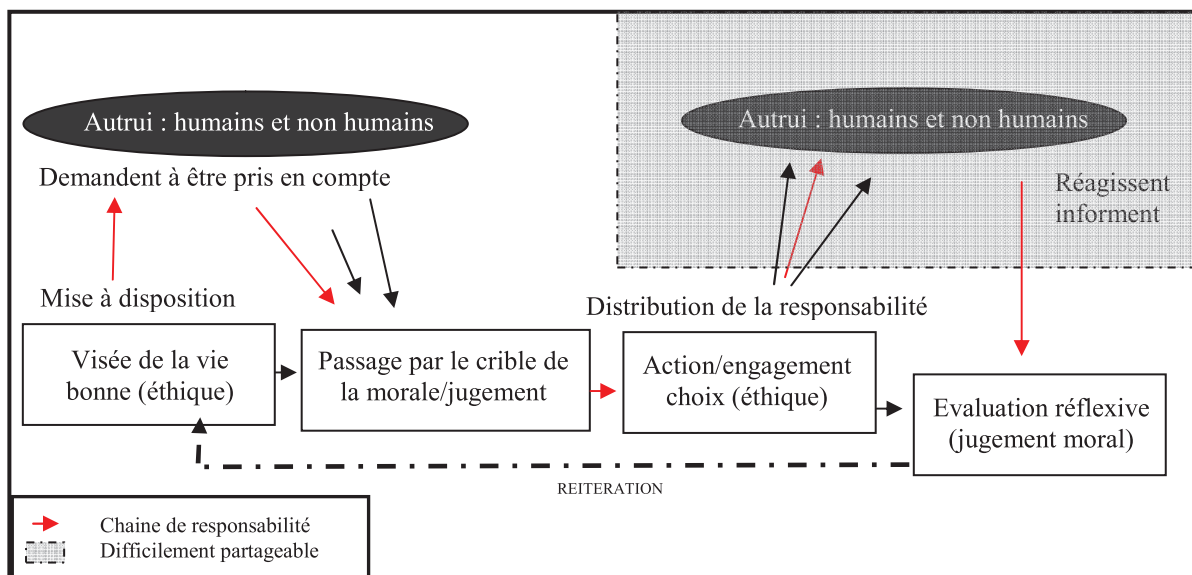 Autrui : humains et non humains
Demandent à être pris en compte
Mise à disposition
Visée de la vie
bonne (éthique)
Passage par le crible de
la morale/jugement
Autrui : humains et non humains
Réagissent
informent
Distribution de la responsabilité
Action/engagement
choix (éthique)
Evaluation réflexive
(jugement moral)
REITERATION
Chaine de responsabilité
Difficilement partageable